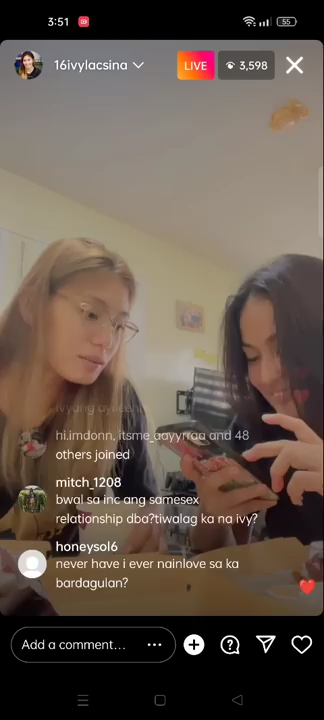 3:51
55
16ivylacsina
LIVE
3,598
hi.imdonn, itsme_aayyrraa and 48
others joined
mitch_1208
bwal sa inc ang samesex
relationship dba?tiwalag ka na ivy?
honeysol6
never have i ever nainlove sa ka
bardagulan?
Add a comment...